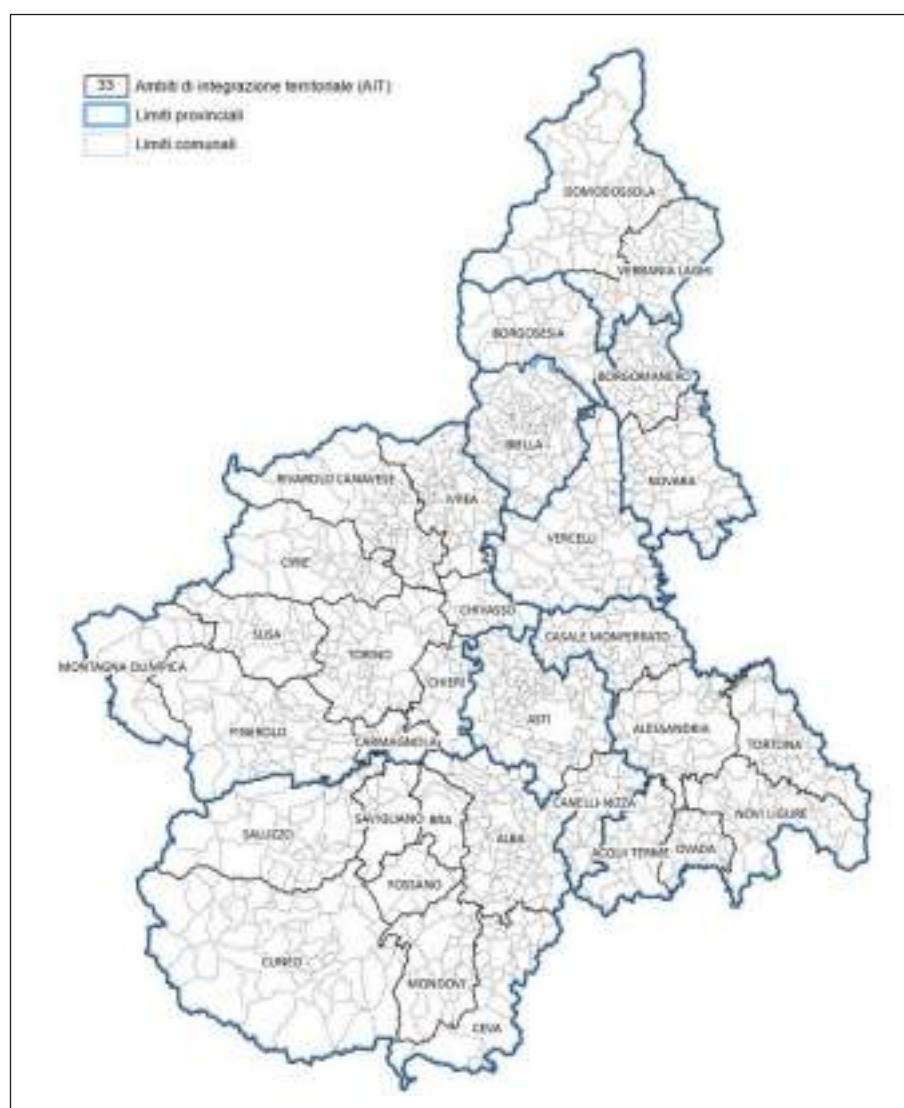 33 Ambiti di integrazione territoriale (AIT)
Limiti provinciali
Limiti comunali
DOMODOSSOLA
VERBANIA LAGHI
BORGOSESIA
BORGOMANERO
BIELLA
NOVARA
RIVAROLO CANAVESE
IVREA
VERCELLI
CIRIÈ
CHIVASSO
SUSA
CASALE MONFERRATO
TORINO
MONTAGNA OLIMPICA
CHIERI
ASTI
PINEROLO
ALESSANDRIA
CARMAGNOLA
TORTONA
CANELLI-NIZZA
NOVI LIGURE
SAVIGLIANO
BRA
SALUZZO
ALBA
ACQUI TERME
OVADA
FOSSANO
CUNEO
MONDOVÌ
CEVA